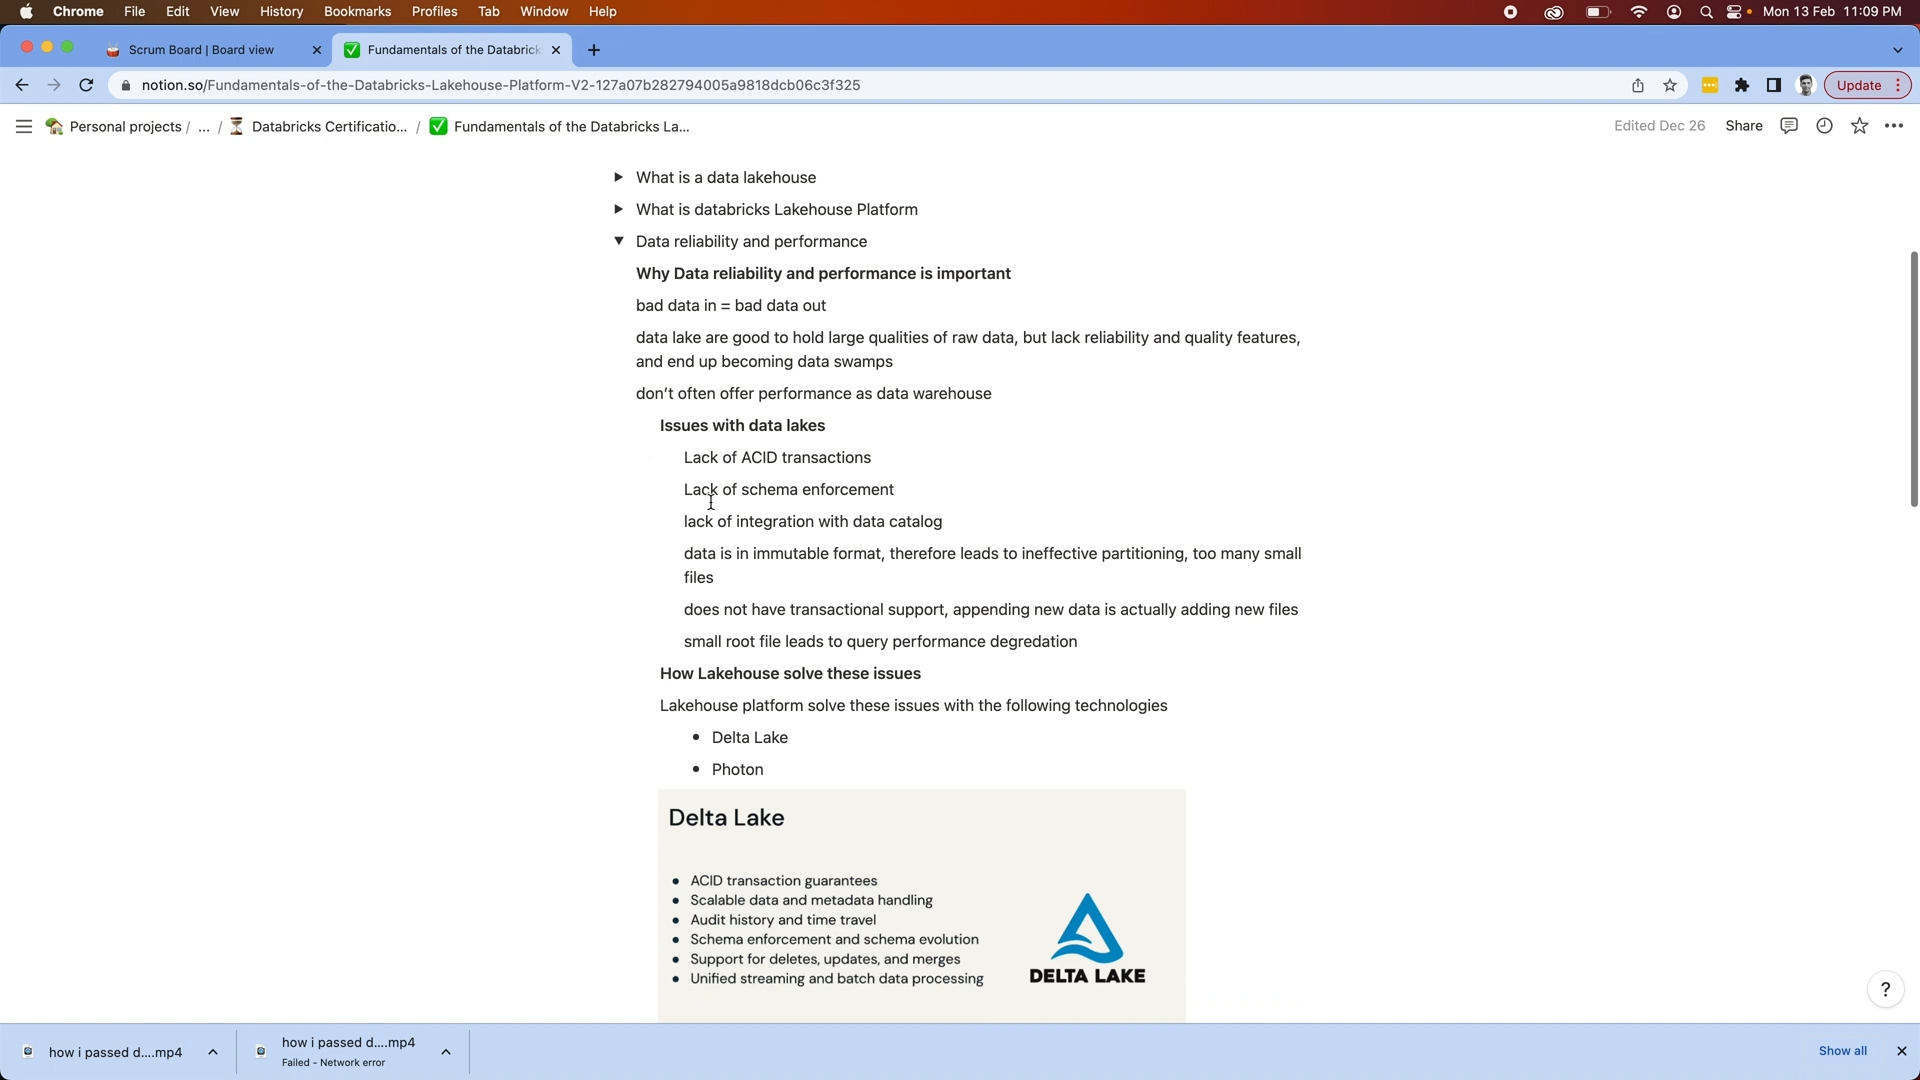 Chrome File Edit View History Bookmarks Profiles Tab Window Help Mon 13 Feb 11:09 PM
Scrum Board | Board view Fundamentals of the Databrick
notion.so/Fundamentals-of-the-Databricks-Lakehouse-Platform-V2-127a07b282794005a9818dcb06c3f325 Update
Personal projects / ... / Databricks Certificatio... / Fundamentals of the Databricks La... Edited Dec 26 Share
What is a data lakehouse
What is databricks Lakehouse Platform
Data reliability and performance
Why Data reliability and performance is important
bad data in = bad data out
data lake are good to hold large qualities of raw data, but lack reliability and quality features,
and end up becoming data swamps
don't often offer performance as data warehouse
Issues with data lakes
Lack of ACID transactions
Lack of schema enforcement
lack of integration with data catalog
data is in immutable format, therefore leads to ineffective partitioning, too many small
files
does not have transactional support, appending new data is actually adding new files
small root file leads to query performance degredation
How Lakehouse solve these issues
Lakehouse platform solve these issues with the following technologies
• Delta Lake
• Photon
Delta Lake
• ACID transaction guarantees
• Scalable data and metadata handling
• Audit history and time travel
• Schema enforcement and schema evolution
• Support for deletes, updates, and merges
• Unified streaming and batch data processing
DELTA LAKE
?
how i passed d....mp4
how i passed d....mp4
Failed - Network error
Show all